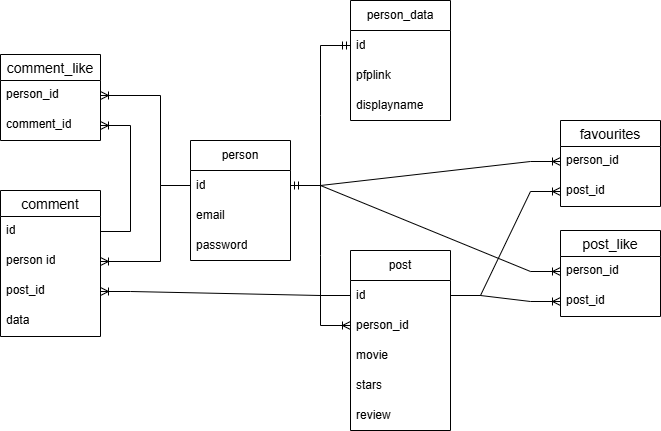 person_data
id
pfplink
displayname
comment_like
person_id
comment_id
person
id
email
password
favourites
person_id
post_id
comment
id
person id
post_id
data
post
id
person_id
movie
stars
review
post_like
person_id
post_id